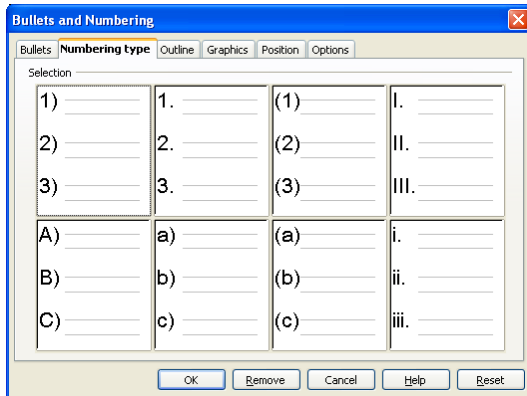 Bullets and Numbering
Bullets Numbering type Outline Graphics Position Options
Selection
1) 1. (1) I.
2) 2. (2) II.
3) 3. (3) III.
A) a) (a) i.
B) b) (b) ii.
C) c) (c) iii.
OK Remove Cancel Help Reset